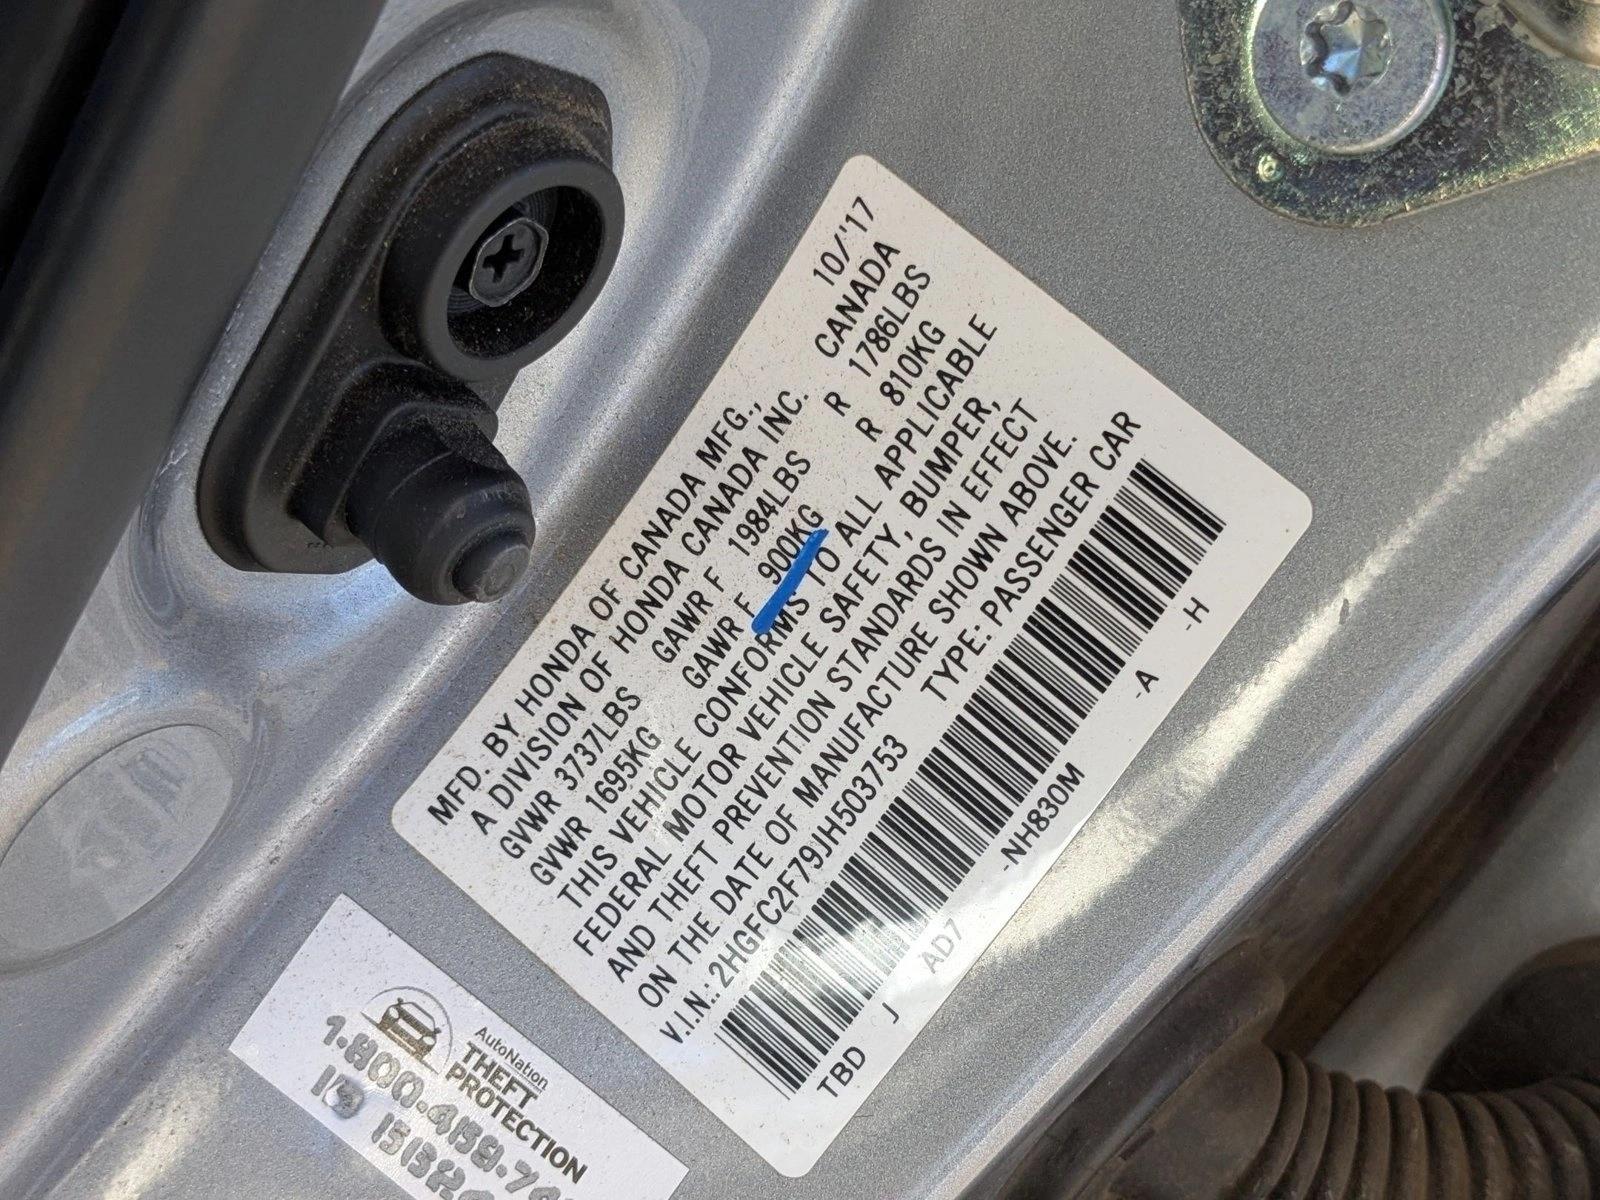 MFD. BY HONDA OF CANADA MFG., 10/'17
A DIVISION OF HONDA CANADA INC. CANADA
GVWR 3737LBS GAWR F 1984LBS R 1786LBS
GVWR 1695KG GAWR F 900KG R 810KG
THIS VEHICLE CONFORMS TO ALL APPLICABLE
FEDERAL MOTOR VEHICLE SAFETY, BUMPER,
AND THEFT PREVENTION STANDARDS IN EFFECT
ON THE DATE OF MANUFACTURE SHOWN ABOVE.
V.I.N.: 2HGFC2F79JH503753 TYPE: PASSENGER CAR
TBD J AD7 -NH830M -A -H
AutoNation
THEFT
PROTECTION
1-800-459-7